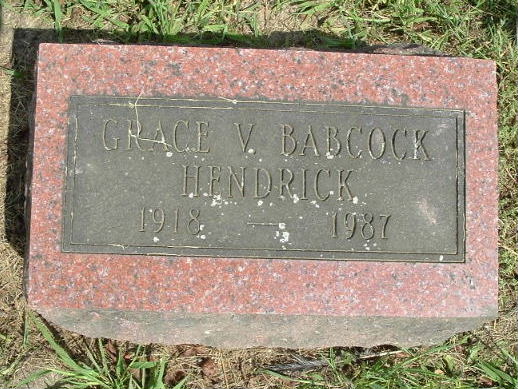 GRACE V. BABCOCK
HENDRICK
1918 — 1987